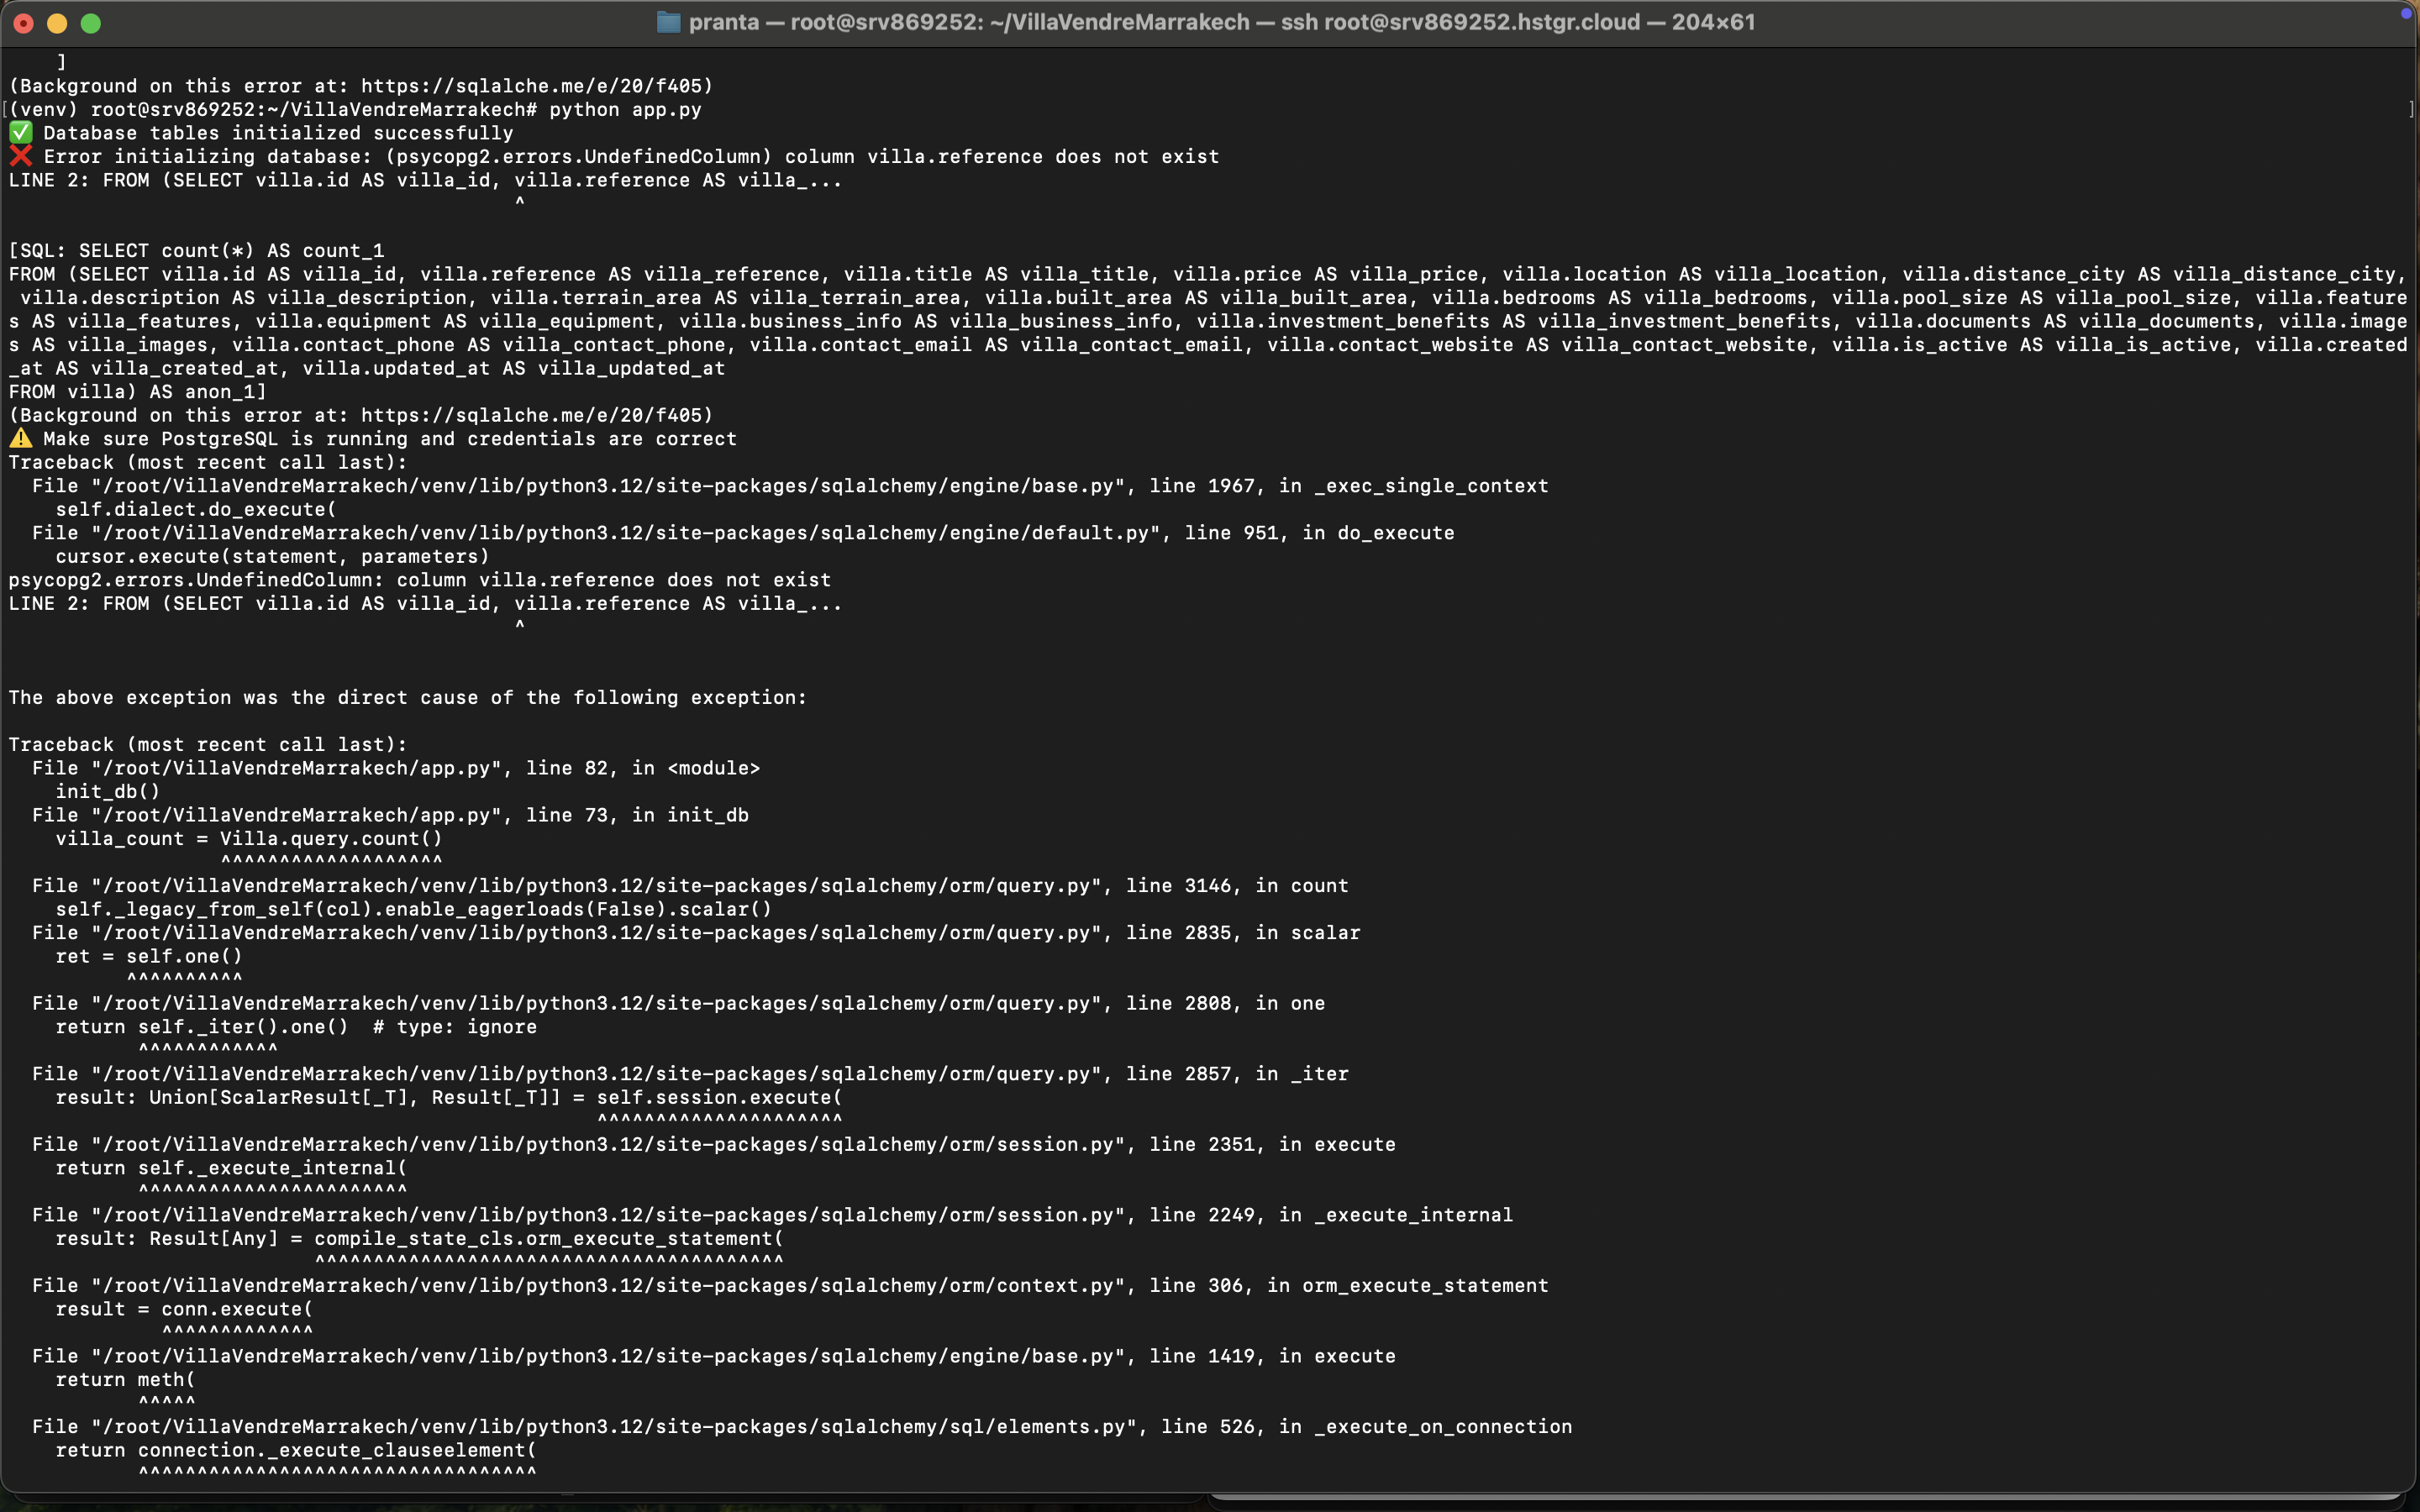 pranta — root@srv869252: ~/VillaVendreMarrakech — ssh root@srv869252.hstgr.cloud — 204×61
    ]
(Background on this error at: https://sqlalche.me/e/20/f405)
[(venv) root@srv869252:~/VillaVendreMarrakech# python app.py ]
✅ Database tables initialized successfully
❌ Error initializing database: (psycopg2.errors.UndefinedColumn) column villa.reference does not exist
LINE 2: FROM (SELECT villa.id AS villa_id, villa.reference AS villa_...
                                           ^
[SQL: SELECT count(*) AS count_1
FROM (SELECT villa.id AS villa_id, villa.reference AS villa_reference, villa.title AS villa_title, villa.price AS villa_price, villa.location AS villa_location, villa.distance_city AS villa_distance_city,
 villa.description AS villa_description, villa.terrain_area AS villa_terrain_area, villa.built_area AS villa_built_area, villa.bedrooms AS villa_bedrooms, villa.pool_size AS villa_pool_size, villa.feature
s AS villa_features, villa.equipment AS villa_equipment, villa.business_info AS villa_business_info, villa.investment_benefits AS villa_investment_benefits, villa.documents AS villa_documents, villa.image
s AS villa_images, villa.contact_phone AS villa_contact_phone, villa.contact_email AS villa_contact_email, villa.contact_website AS villa_contact_website, villa.is_active AS villa_is_active, villa.created
_at AS villa_created_at, villa.updated_at AS villa_updated_at
FROM villa) AS anon_1]
(Background on this error at: https://sqlalche.me/e/20/f405)
⚠️ Make sure PostgreSQL is running and credentials are correct
Traceback (most recent call last):
  File "/root/VillaVendreMarrakech/venv/lib/python3.12/site-packages/sqlalchemy/engine/base.py", line 1967, in _exec_single_context
    self.dialect.do_execute(
  File "/root/VillaVendreMarrakech/venv/lib/python3.12/site-packages/sqlalchemy/engine/default.py", line 951, in do_execute
    cursor.execute(statement, parameters)
psycopg2.errors.UndefinedColumn: column villa.reference does not exist
LINE 2: FROM (SELECT villa.id AS villa_id, villa.reference AS villa_...
                                           ^
The above exception was the direct cause of the following exception:
Traceback (most recent call last):
  File "/root/VillaVendreMarrakech/app.py", line 82, in <module>
    init_db()
  File "/root/VillaVendreMarrakech/app.py", line 73, in init_db
    villa_count = Villa.query.count()
                  ^^^^^^^^^^^^^^^^^^^
  File "/root/VillaVendreMarrakech/venv/lib/python3.12/site-packages/sqlalchemy/orm/query.py", line 3146, in count
    self._legacy_from_self(col).enable_eagerloads(False).scalar()
  File "/root/VillaVendreMarrakech/venv/lib/python3.12/site-packages/sqlalchemy/orm/query.py", line 2835, in scalar
    ret = self.one()
          ^^^^^^^^^^
  File "/root/VillaVendreMarrakech/venv/lib/python3.12/site-packages/sqlalchemy/orm/query.py", line 2808, in one
    return self._iter().one()  # type: ignore
           ^^^^^^^^^^^^
  File "/root/VillaVendreMarrakech/venv/lib/python3.12/site-packages/sqlalchemy/orm/query.py", line 2857, in _iter
    result: Union[ScalarResult[_T], Result[_T]] = self.session.execute(
                                                  ^^^^^^^^^^^^^^^^^^^^^
  File "/root/VillaVendreMarrakech/venv/lib/python3.12/site-packages/sqlalchemy/orm/session.py", line 2351, in execute
    return self._execute_internal(
           ^^^^^^^^^^^^^^^^^^^^^^^
  File "/root/VillaVendreMarrakech/venv/lib/python3.12/site-packages/sqlalchemy/orm/session.py", line 2249, in _execute_internal
    result: Result[Any] = compile_state_cls.orm_execute_statement(
                          ^^^^^^^^^^^^^^^^^^^^^^^^^^^^^^^^^^^^^^^^
  File "/root/VillaVendreMarrakech/venv/lib/python3.12/site-packages/sqlalchemy/orm/context.py", line 306, in orm_execute_statement
    result = conn.execute(
             ^^^^^^^^^^^^^
  File "/root/VillaVendreMarrakech/venv/lib/python3.12/site-packages/sqlalchemy/engine/base.py", line 1419, in execute
    return meth(
           ^^^^^
  File "/root/VillaVendreMarrakech/venv/lib/python3.12/site-packages/sqlalchemy/sql/elements.py", line 526, in _execute_on_connection
    return connection._execute_clauseelement(
           ^^^^^^^^^^^^^^^^^^^^^^^^^^^^^^^^^^